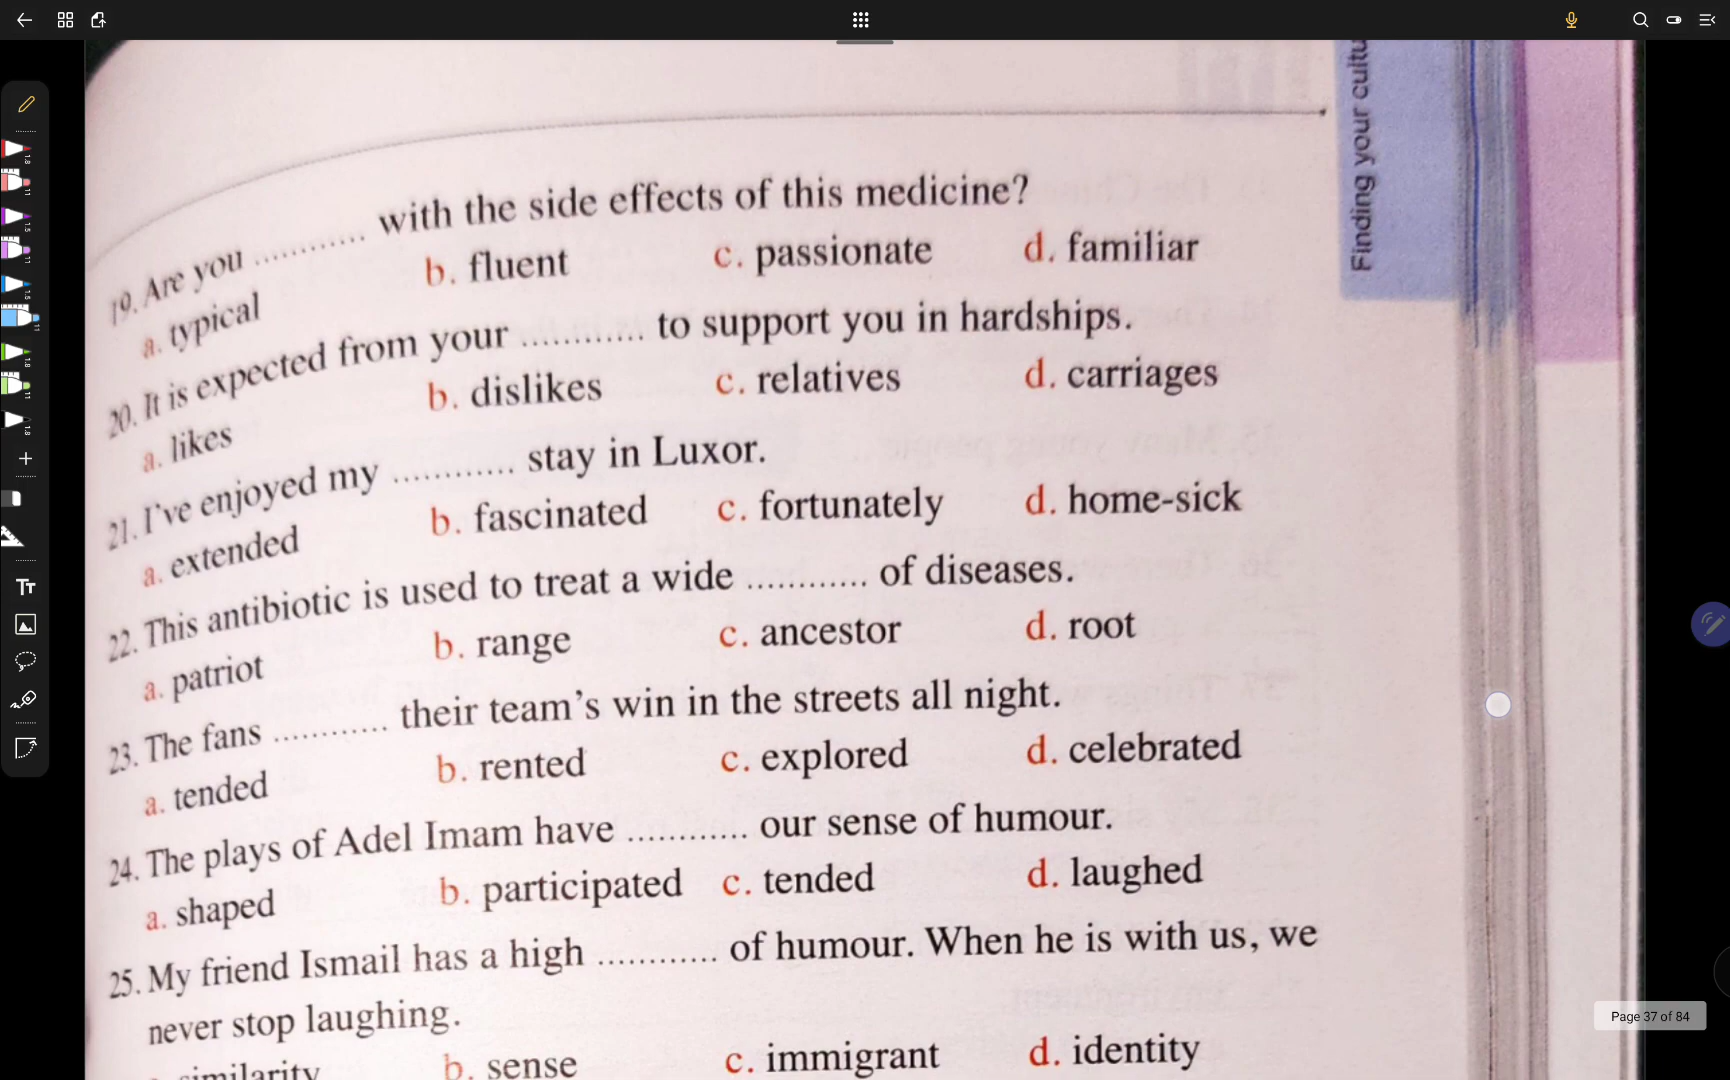 Finding your cultu
19. Are you ............ with the side effects of this medicine?
a. typical b. fluent c. passionate d. familiar
20. It is expected from your ............ to support you in hardships.
a. likes b. dislikes c. relatives d. carriages
21. I've enjoyed my ............ stay in Luxor.
a. extended b. fascinated c. fortunately d. home-sick
22. This antibiotic is used to treat a wide ............ of diseases.
a. patriot b. range c. ancestor d. root
23. The fans ............ their team's win in the streets all night.
a. tended b. rented c. explored d. celebrated
24. The plays of Adel Imam have ............ our sense of humour.
a. shaped b. participated c. tended d. laughed
25. My friend Ismail has a high ............ of humour. When he is with us, we
never stop laughing.
similarity b. sense c. immigrant d. identity
Page 37 of 84